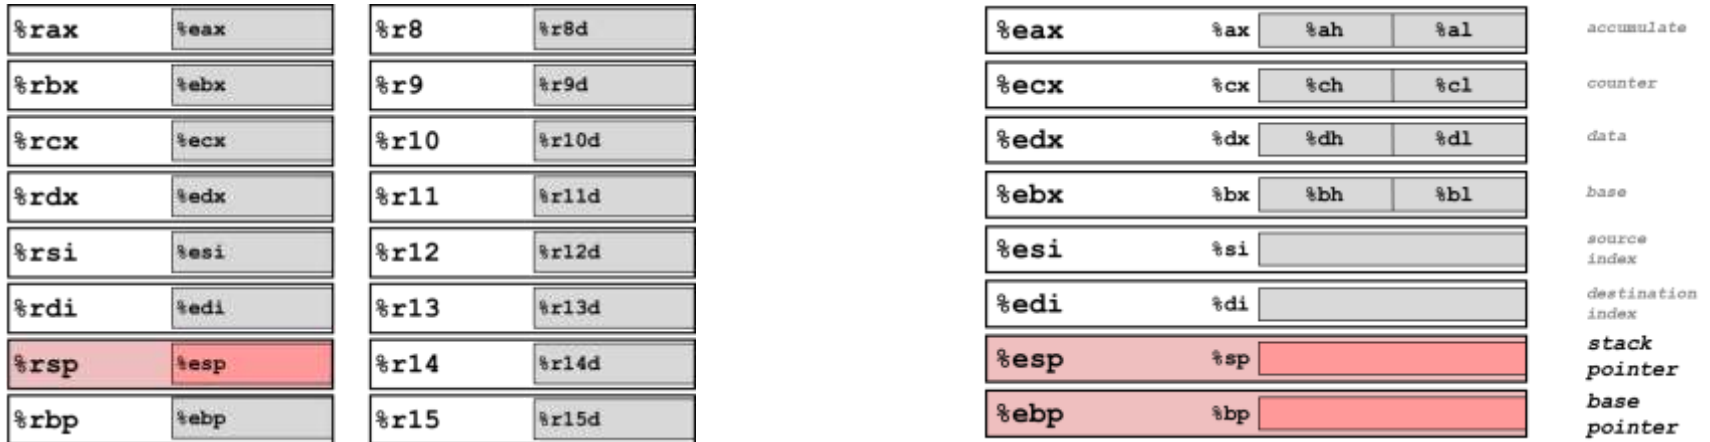 %rax %eax %r8 %r8d %eax %ax %ah %al accumulate
%rbx %ebx %r9 %r9d %ecx %cx %ch %cl counter
%rcx %ecx %r10 %r10d %edx %dx %dh %dl data
%rdx %edx %r11 %r11d %ebx %bx %bh %bl base
%rsi %esi %r12 %r12d %esi %si source
index
%rdi %edi %r13 %r13d %edi %di destination
index
%rsp %esp %r14 %r14d %esp %sp stack
pointer
%rbp %ebp %r15 %r15d %ebp %bp base
pointer